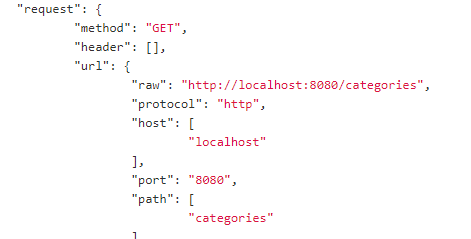 "request": {
"method": "GET",
"header": [],
"url": {
"raw": "http://localhost:8080/categories",
"protocol": "http",
"host": [
"localhost"
],
"port": "8080",
"path": [
"categories"
]